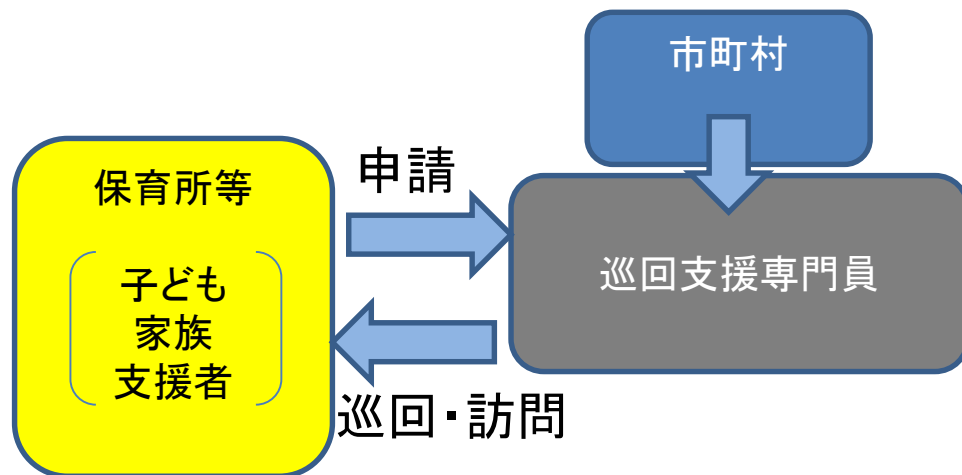 市町村
保育所等
子ども
家族
支援者
申請
巡回支援専門員
巡回・訪問